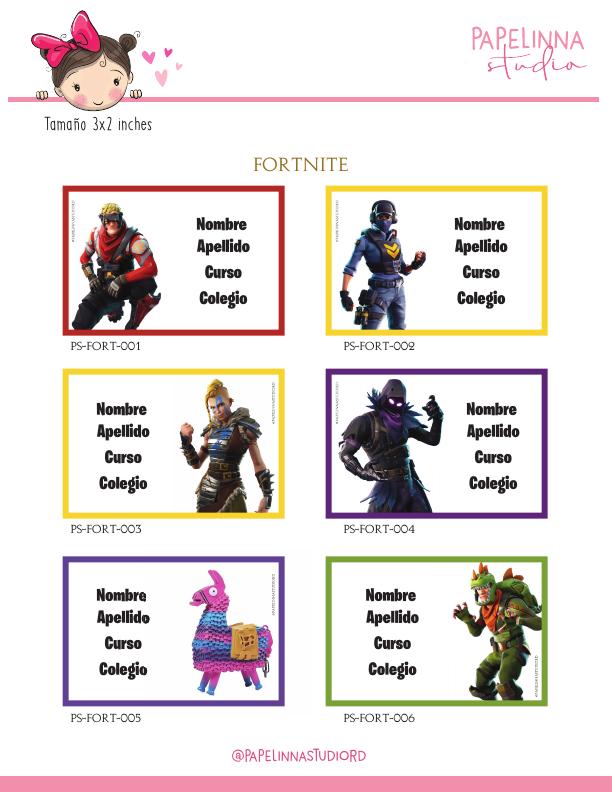 PAPELINNA
studio
Tamaño 3x2 inches
FORTNITE
Nombre
Apellido
Curso
Colegio
PS-FORT-001
Nombre
Apellido
Curso
Colegio
PS-FORT-002
Nombre
Apellido
Curso
Colegio
PS-FORT-003
Nombre
Apellido
Curso
Colegio
PS-FORT-004
Nombre
Apellido
Curso
Colegio
PS-FORT-005
Nombre
Apellido
Curso
Colegio
PS-FORT-006
@PAPELINNASTUDIORD